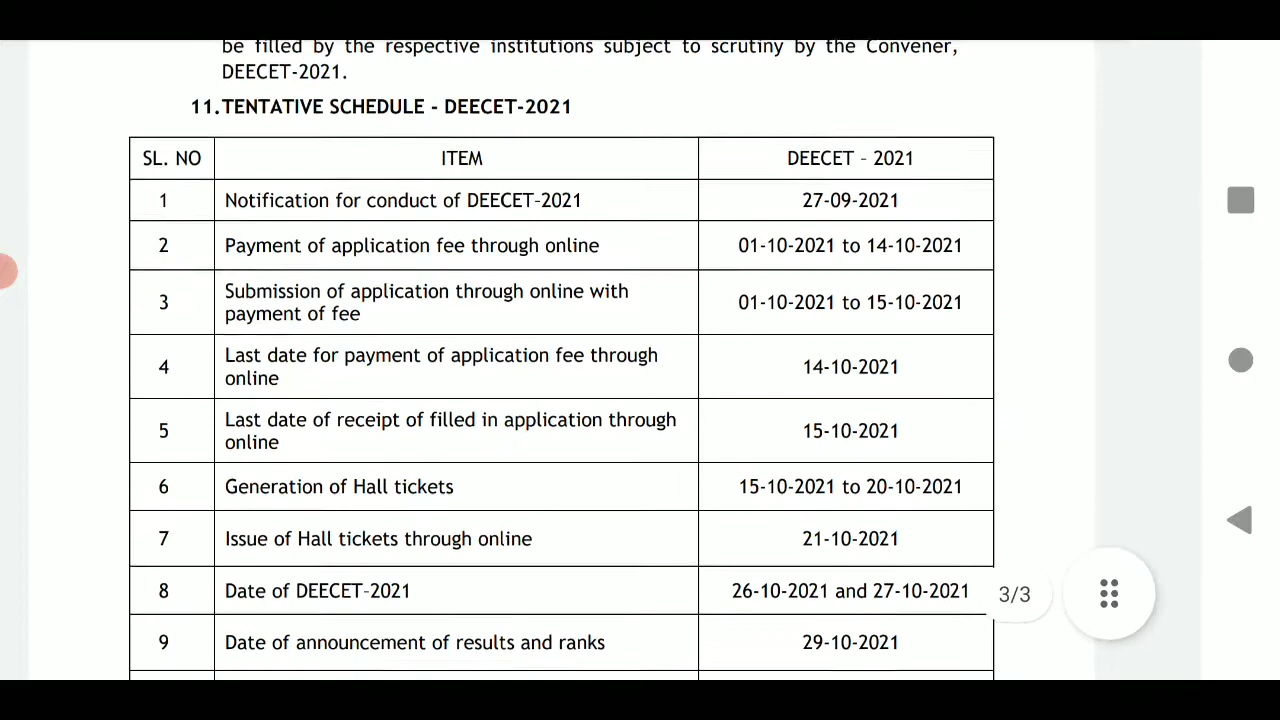 be filled by the respective institutions subject to scrutiny by the Convener,
DEECET-2021.
11. TENTATIVE SCHEDULE - DEECET-2021
SL. NO ITEM DEECET - 2021
1 Notification for conduct of DEECET-2021 27-09-2021
2 Payment of application fee through online 01-10-2021 to 14-10-2021
3 Submission of application through online with
payment of fee 01-10-2021 to 15-10-2021
4 Last date for payment of application fee through
online 14-10-2021
5 Last date of receipt of filled in application through
online 15-10-2021
6 Generation of Hall tickets 15-10-2021 to 20-10-2021
7 Issue of Hall tickets through online 21-10-2021
8 Date of DEECET-2021 26-10-2021 and 27-10-2021
3/3
9 Date of announcement of results and ranks 29-10-2021